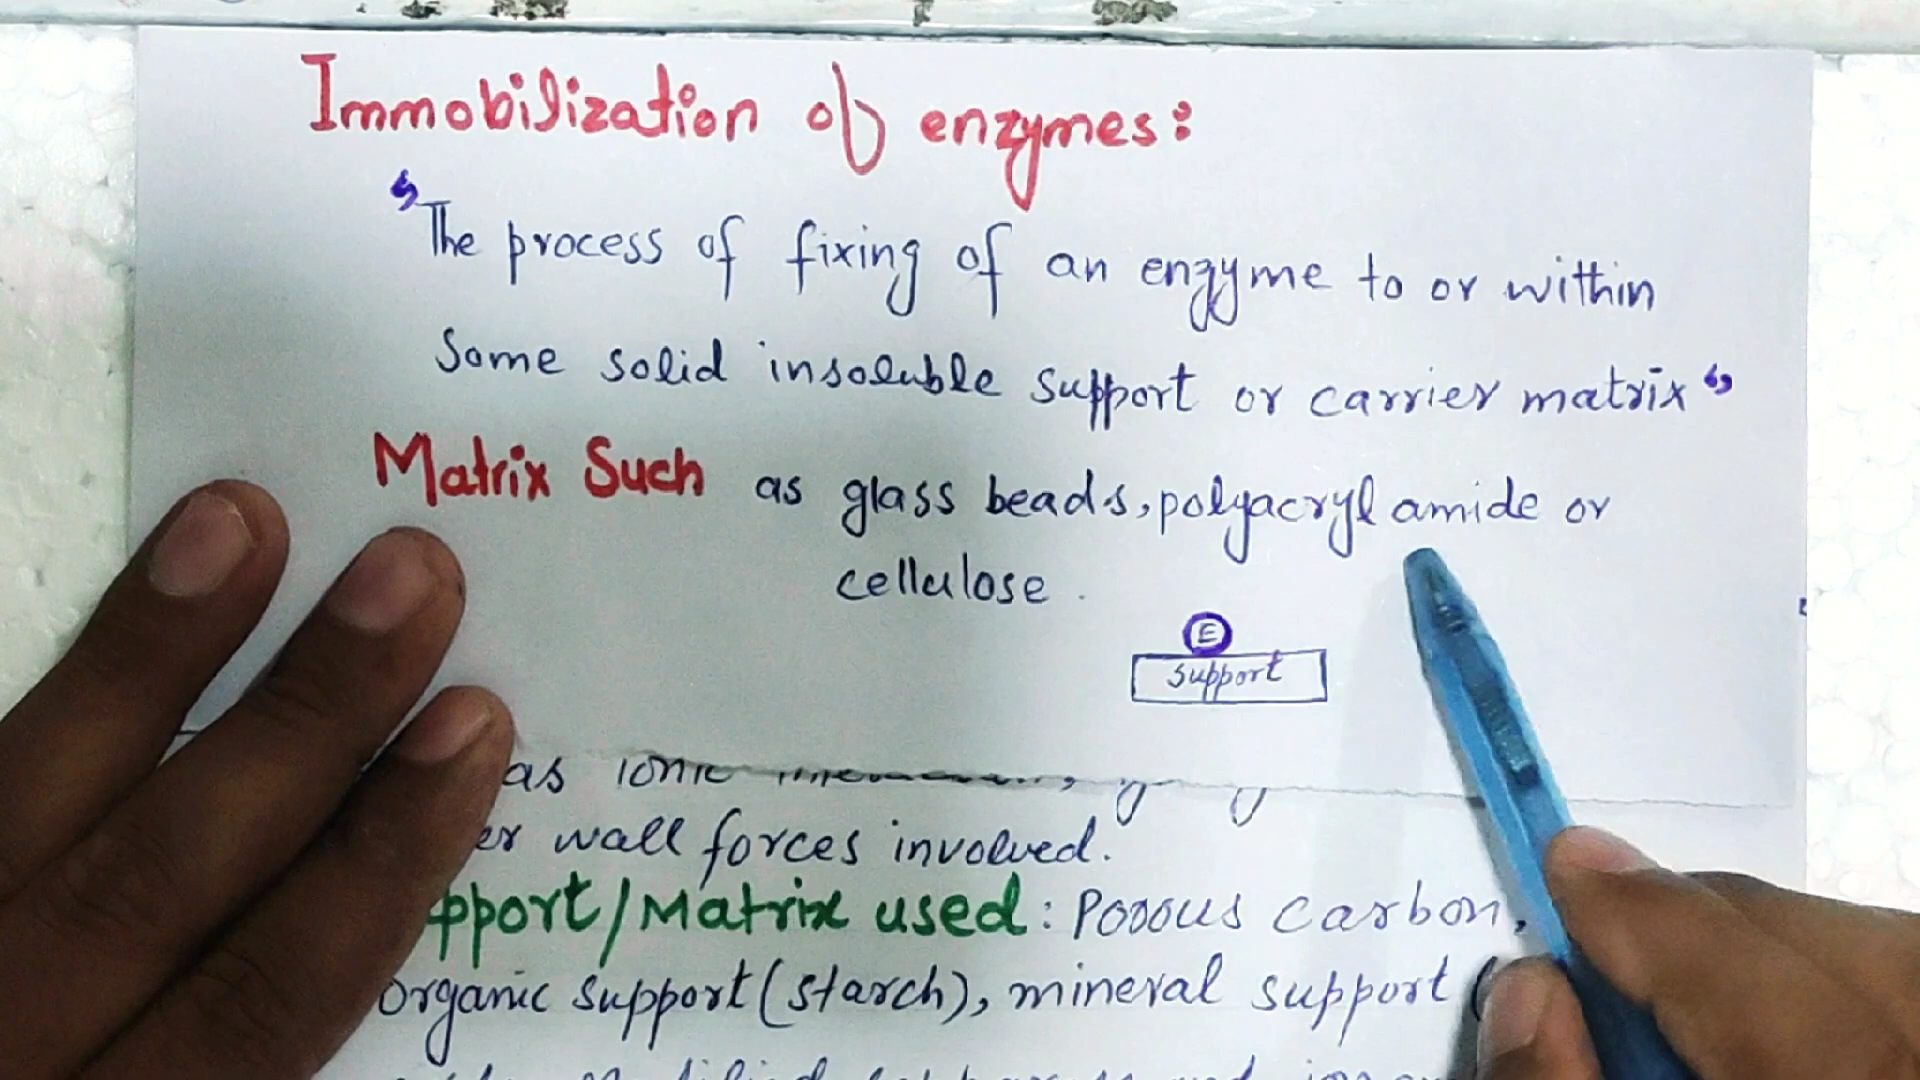 Immobilization of enzymes:
"The process of fixing of an enzyme to or within
Some solid insoluble support or carrier matrix"
Matrix Such as glass beads, polyacryl amide or
cellulose.
E
support
as ionic
wall forces involved.
pport/Matrix used: Porous carbon,
organic support (starch), mineral support (